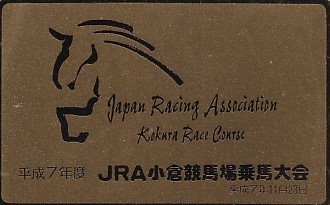 Japan Racing Association
Kokura Race Course
平成7年度 JRA小倉競馬場乗馬大会
平成7年11月23日